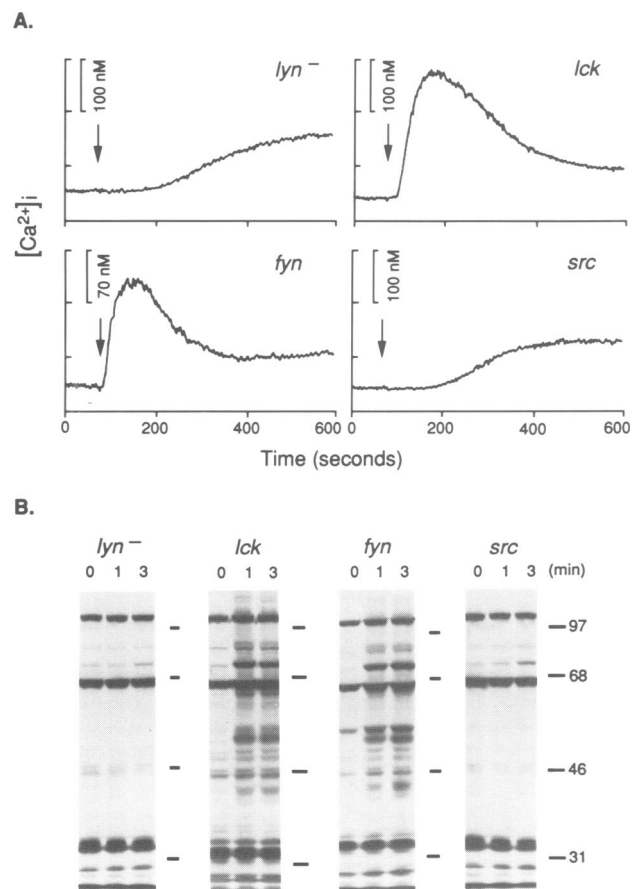 A.
lyn⁻
100 nM
lck
100 nM
[Ca²⁺]i
fyn
70 nM
src
100 nM
0 200 400 600
0 200 400 600
Time (seconds)
B.
lyn⁻ lck fyn src
0 1 3 0 1 3 0 1 3 0 1 3 (min)
97
68
46
31